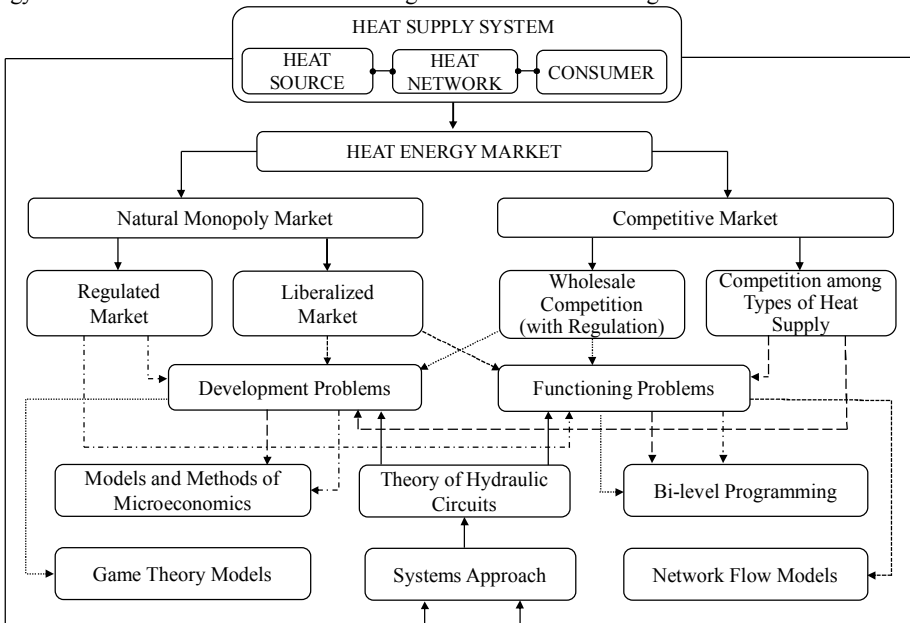 HEAT SUPPLY SYSTEM
HEAT
SOURCE
HEAT
NETWORK
CONSUMER
HEAT ENERGY MARKET
Natural Monopoly Market
Competitive Market
Regulated
Market
Liberalized
Market
Wholesale
Competition
(with Regulation)
Competition among
Types of Heat
Supply
Development Problems
Functioning Problems
Models and Methods of
Microeconomics
Theory of Hydraulic
Circuits
Bi-level Programming
Game Theory Models
Systems Approach
Network Flow Models